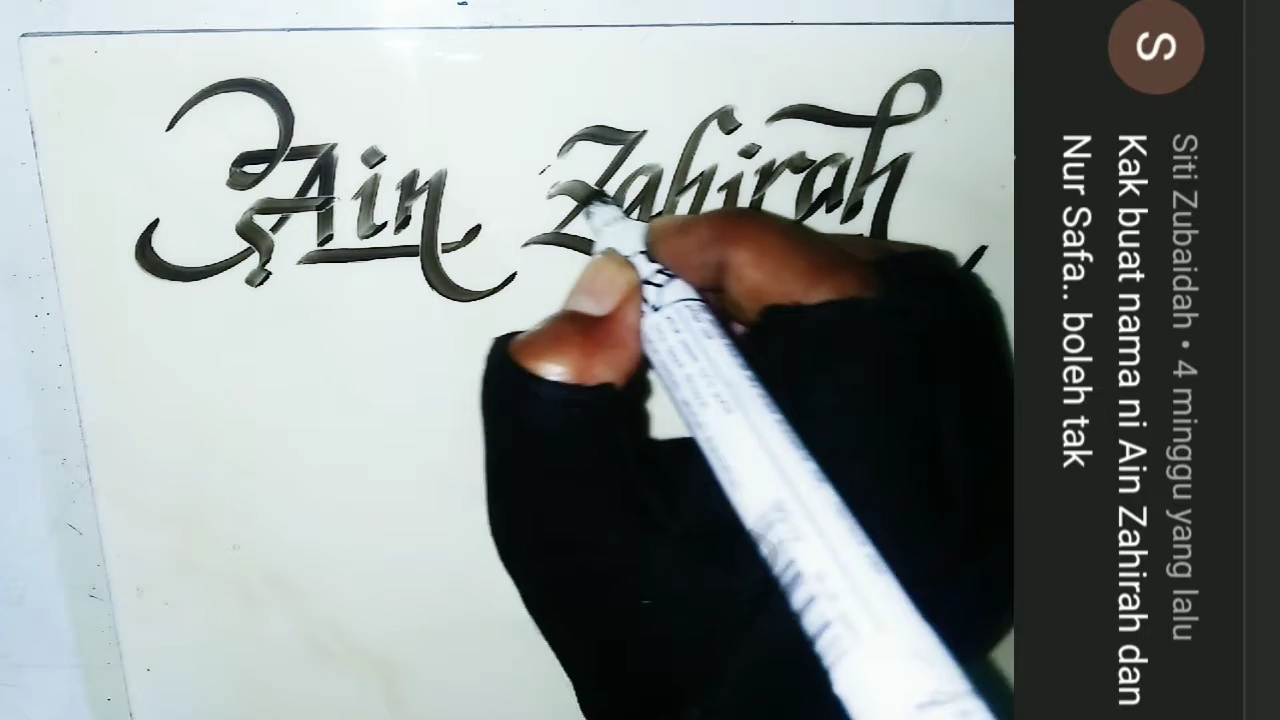 Ain Zahirah
S
Siti Zubaidah • 4 minggu yang lalu
Kak buat nama ni Ain Zahirah dan
Nur Safa.. boleh tak